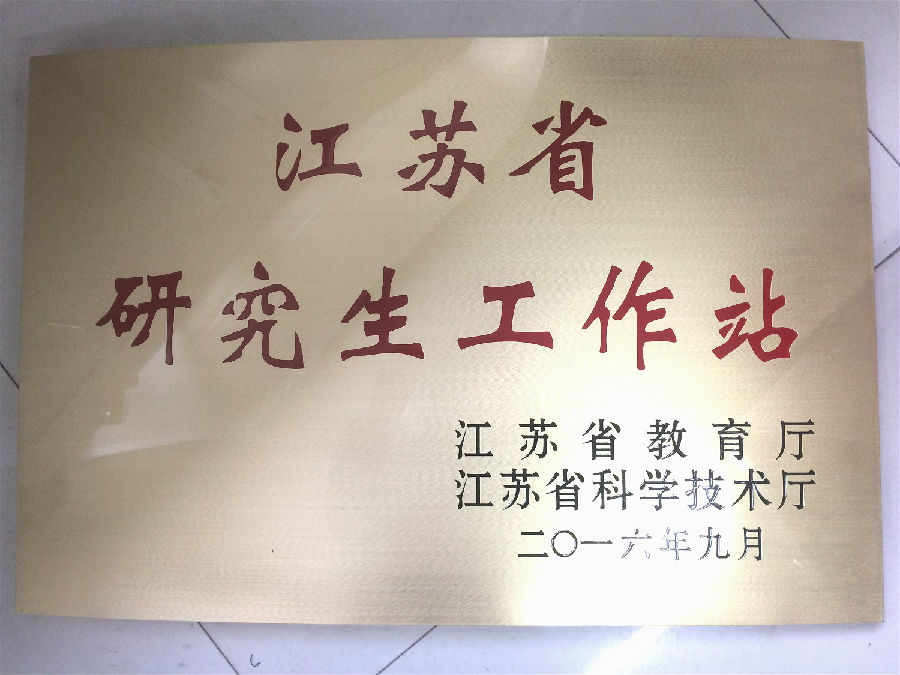 江苏省
研究生工作站
江苏省教育厅
江苏省科学技术厅
二〇一六年九月